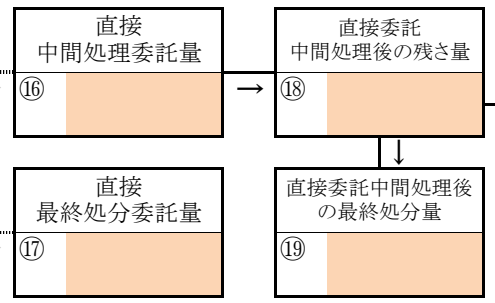 直接
中間処理委託量
⑯
→
直接委託
中間処理後の残さ量
⑱
↓
直接
最終処分委託量
⑰
直接委託中間処理後
の最終処分量
⑲